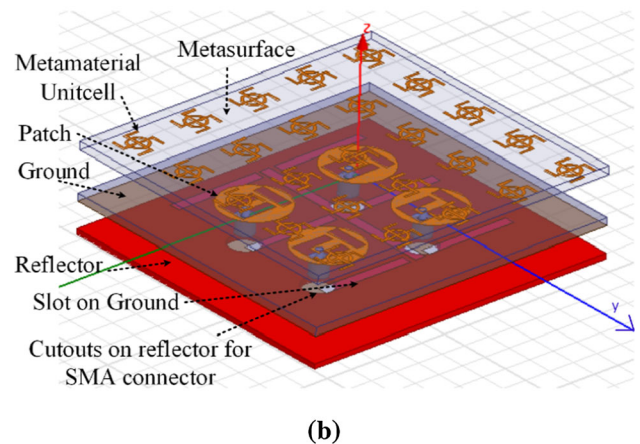 z
Metasurface
Metamaterial
Unitcell
Patch
Ground
Reflector
Slot on Ground
y
Cutouts on reflector for
SMA connector
(b)